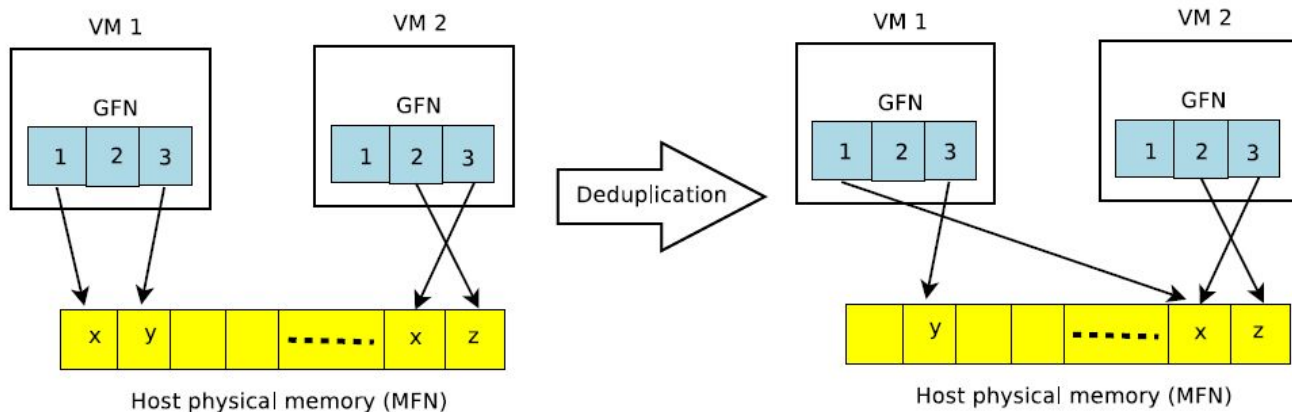 VM 1
VM 2
GFN
GFN
1 2 3
1 2 3
x y x z
Host physical memory (MFN)
Deduplication
VM 1
VM 2
GFN
GFN
1 2 3
1 2 3
y x z
Host physical memory (MFN)